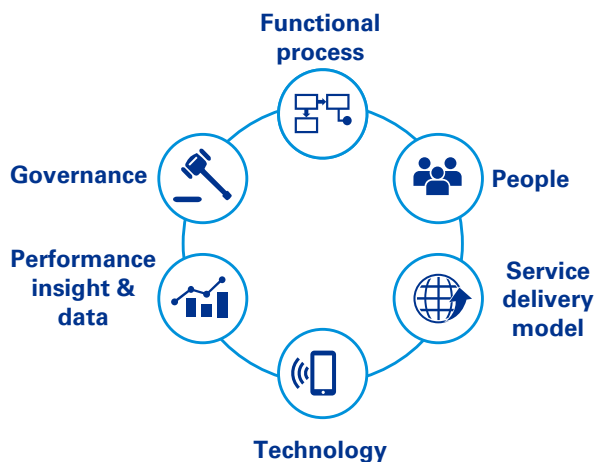 Functional
process
Governance
People
Performance
insight &
data
Service
delivery
model
Technology